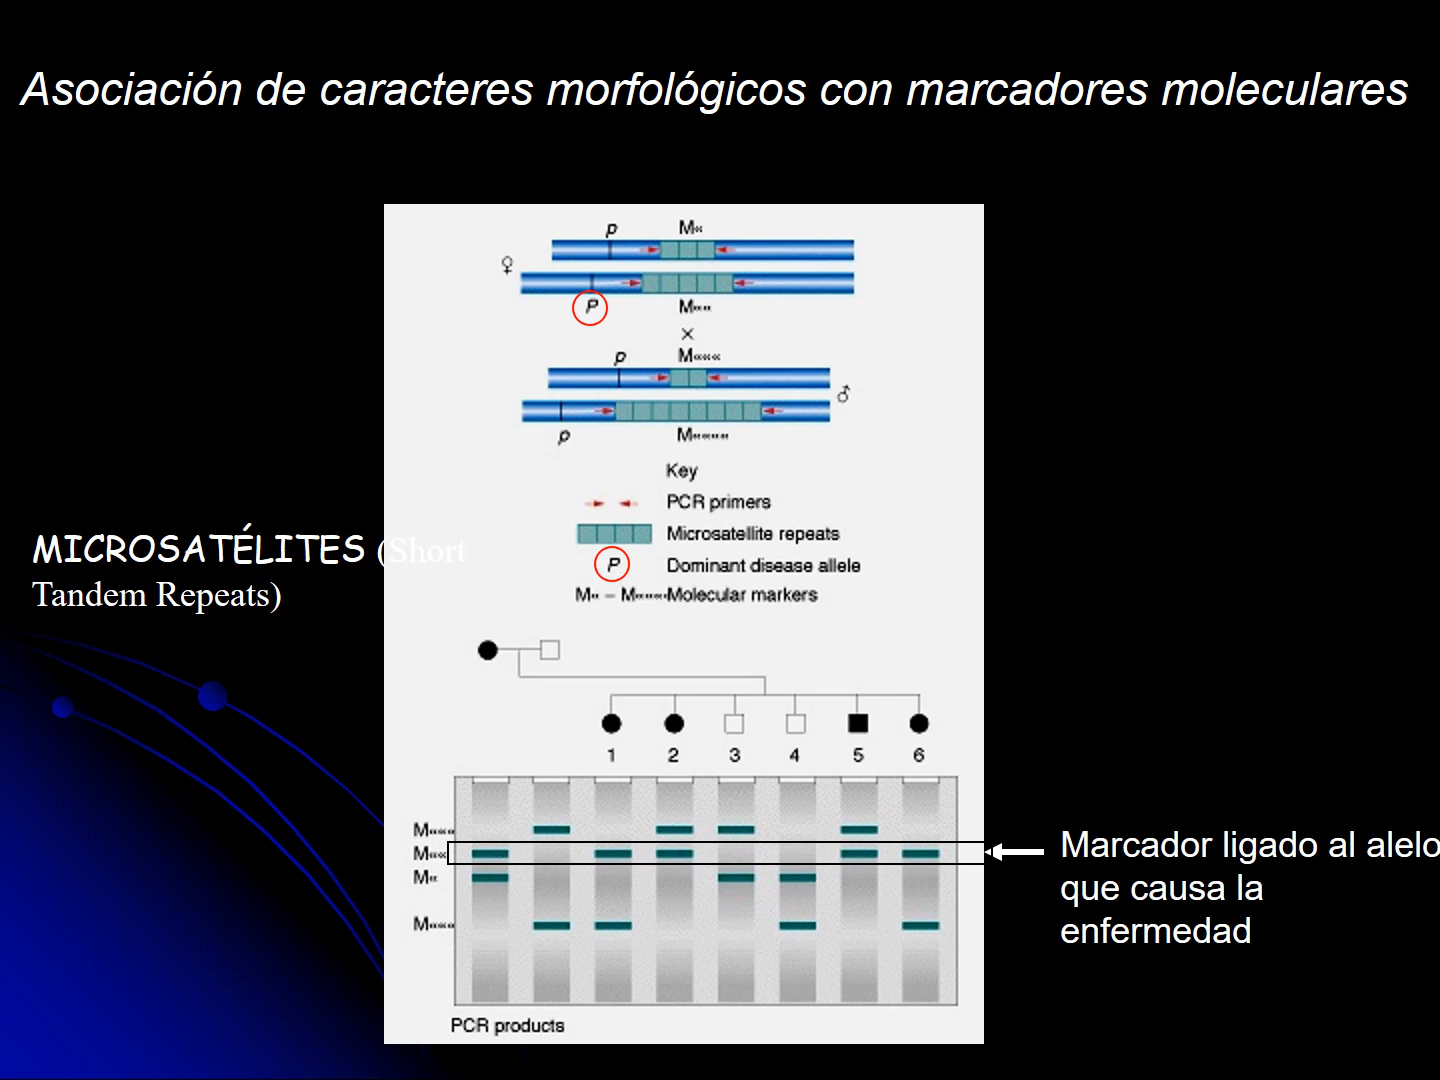 Asociación de caracteres morfológicos con marcadores moleculares
p M«
♀
P M««
×
p M«««
♂
p M««««
Key
PCR primers
Microsatellite repeats
P Dominant disease allele
M« – M««««Molecular markers
MICROSATÉLITES (Short
Tandem Repeats)
1 2 3 4 5 6
M««««
M««
M«
M«««
Marcador ligado al alelo
que causa la
enfermedad
PCR products